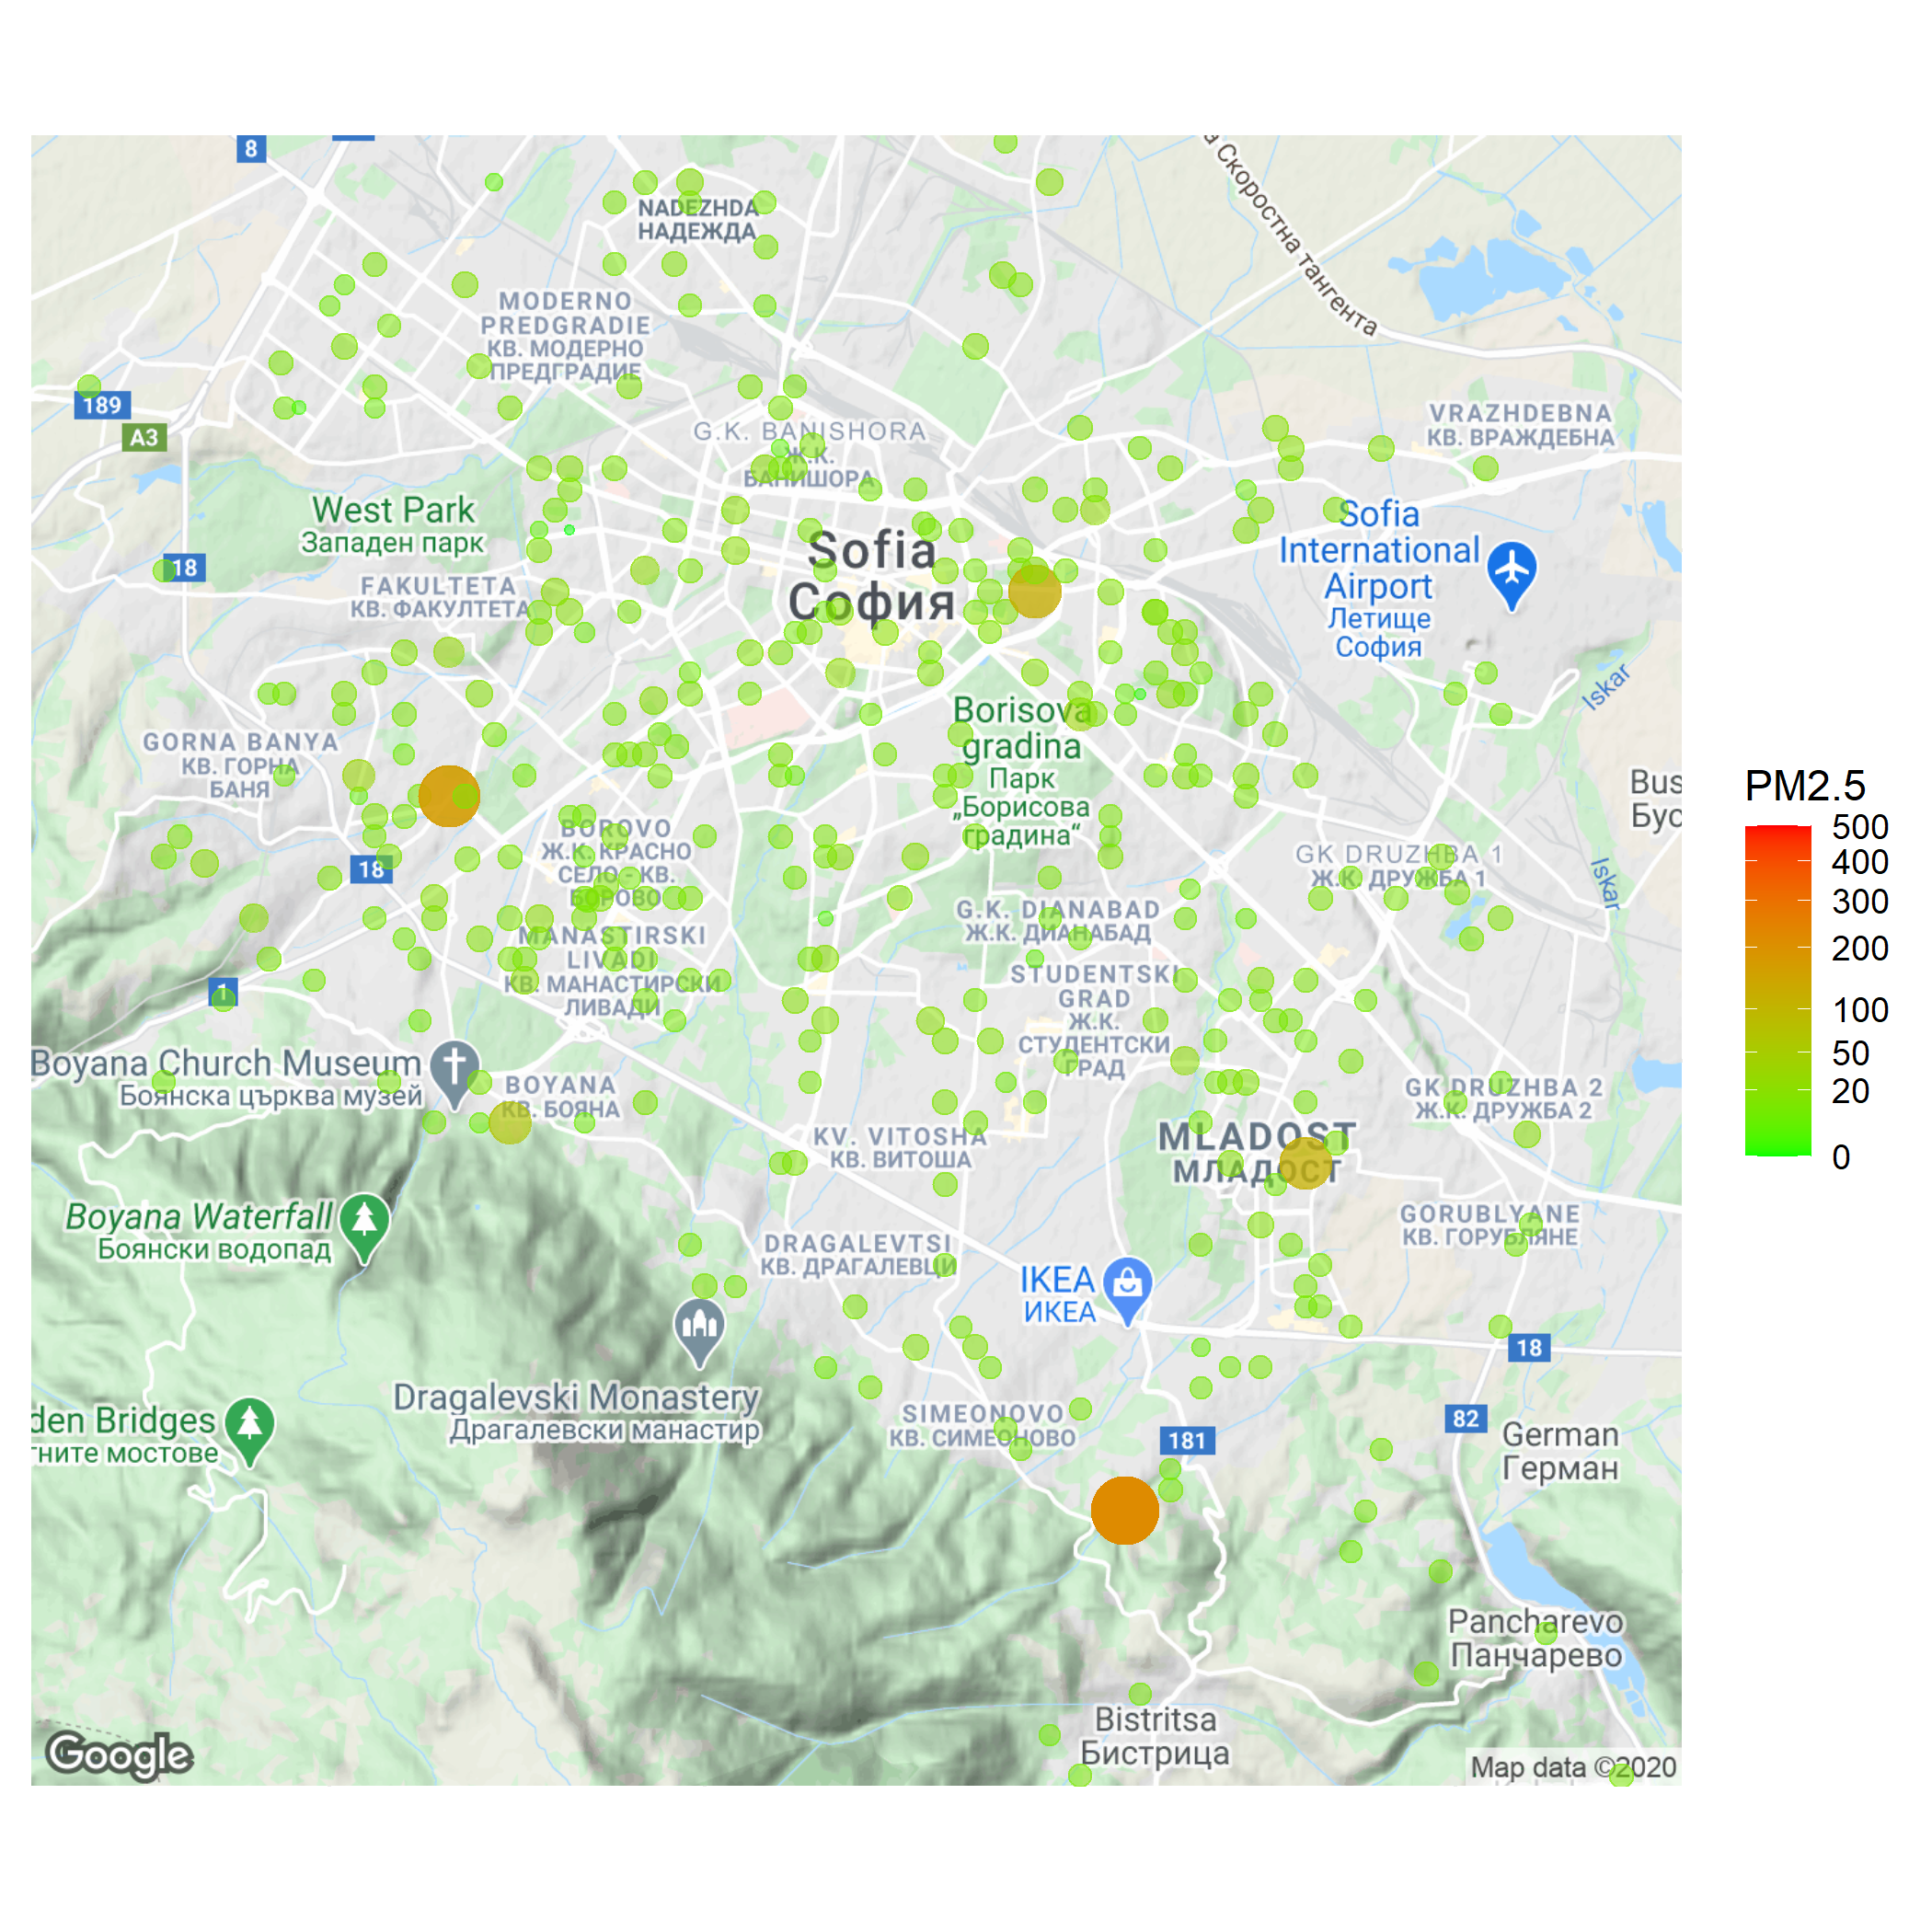 8
а Скоростна тангента
NADEZHDA
НАДЕЖДА
MODERNO
PREDGRADIE
КВ. МОДЕРНО
ПРЕДГРАДИЕ
189
A3
G.K. BANISHORA
Ж.К.
БАНИШОРА
VRAZHDEBNA
КВ. ВРАЖДЕБНА
West Park
Западен парк
18
FAKULTETA
КВ. ФАКУЛТЕТА
Sofia
София
Sofia
International
Airport
Летище
София
Iskar
Borisova
gradina
Парк
„Борисова
градина“
GORNA BANYA
КВ. ГОРНА
БАНЯ
Bus
Бус
PM2.5
500
400
300
200
100
50
20
0
18
BOROVO
Ж.К. КРАСНО
СЕЛО - КВ.
БОРОВО
GK DRUZHBA 1
Ж.К. ДРУЖБА 1
Iskar
G.K. DIANABAD
Ж.К. ДИАНАБАД
MANASTIRSKI
LIVADI
КВ. МАНАСТИРСКИ
ЛИВАДИ
1
STUDENTSKI
GRAD
Ж.К.
СТУДЕНТСКИ
ГРАД
Boyana Church Museum
Боянска църква музей
BOYANA
КВ. БОЯНА
GK DRUZHBA 2
Ж.К. ДРУЖБА 2
KV. VITOSHA
КВ. ВИТОША
MLADOST
МЛАДОСТ
Boyana Waterfall
Боянски водопад
DRAGALEVTSI
КВ. ДРАГАЛЕВЦИ
GORUBLYANE
КВ. ГОРУБЛЯНЕ
IKEA
ИКЕА
18
Dragalevski Monastery
Драгалевски манастир
den Bridges
тните мостове
SIMEONOVO
КВ. СИМЕОНОВО
181
82
German
Герман
Pancharevo
Панчарево
Bistritsa
Бистрица
Google
Map data ©2020